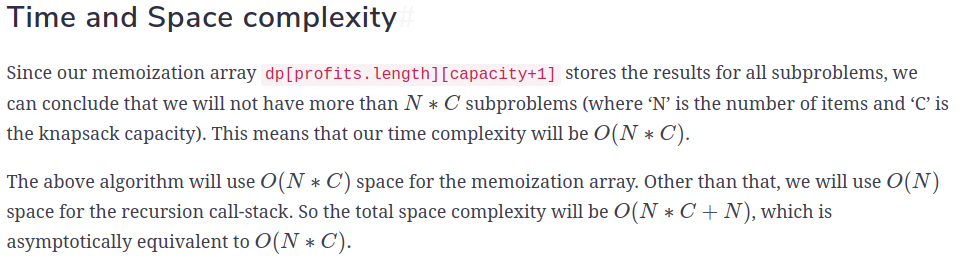 Time and Space complexity#
Since our memoization array dp[profits.length][capacity+1] stores the results for all subproblems, we
can conclude that we will not have more than N ∗ C subproblems (where ‘N’ is the number of items and ‘C’ is
the knapsack capacity). This means that our time complexity will be O(N ∗ C).
The above algorithm will use O(N ∗ C) space for the memoization array. Other than that, we will use O(N)
space for the recursion call-stack. So the total space complexity will be O(N ∗ C + N), which is
asymptotically equivalent to O(N ∗ C).